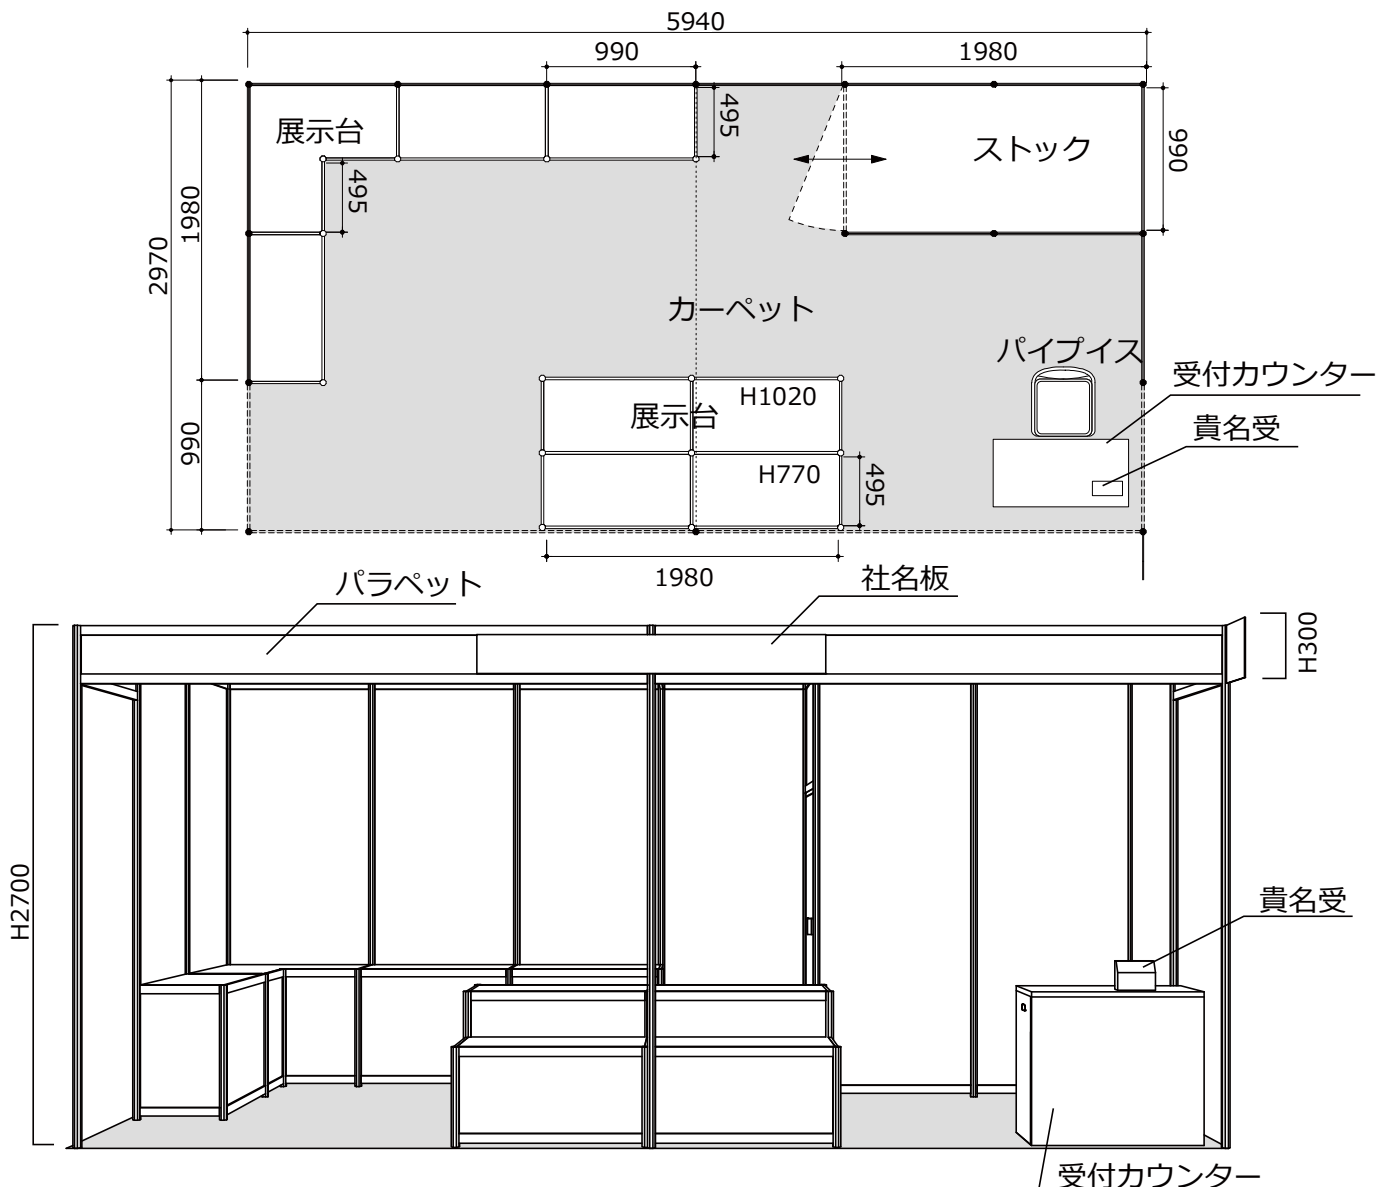 5940
990
1980
展示台
495
ストック
990
495
1980
2970
カーペット
パイプイス
受付カウンター
展示台
H1020
貴名受
990
H770
495
1980
パラペット
社名板
H300
H2700
貴名受
受付カウンター